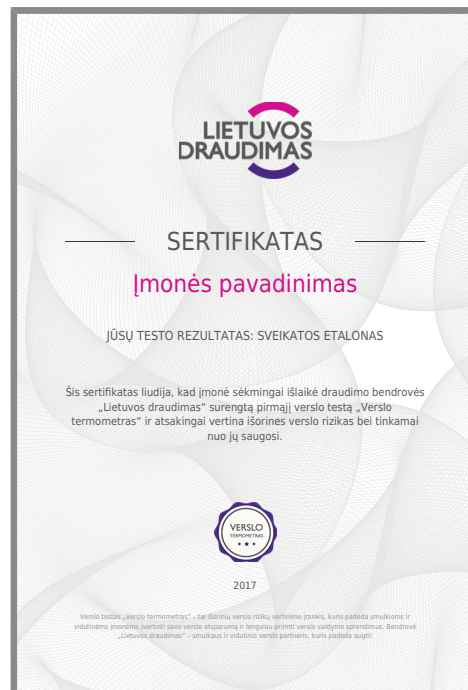 LIETUVOS
DRAUDIMAS
SERTIFIKATAS
Įmonės pavadinimas
JŪSŲ TESTO REZULTATAS: SVEIKATOS ETALONAS
Šis sertifikatas liudija, kad įmonė sėkmingai išlaikė draudimo bendrovės
„Lietuvos draudimas“ surengtą pirmąjį verslo testą „Verslo
termometras“ ir atsakingai vertina išorines verslo rizikas bei tinkamai
nuo jų saugosi.
VERSLO
TERMOMETRAS
2017
Verslo testas „Verslo termometras“ – tai išorinių verslo rizikų vertinimo įrankis, kuris padeda smulkioms ir
vidutinėms įmonėms įvertinti savo verslo atsparumą ir lengviau priimti verslo valdymo sprendimus. Bendrovė
„Lietuvos draudimas“ – smulkaus ir vidutinio verslo partneris, kuris padeda augti!